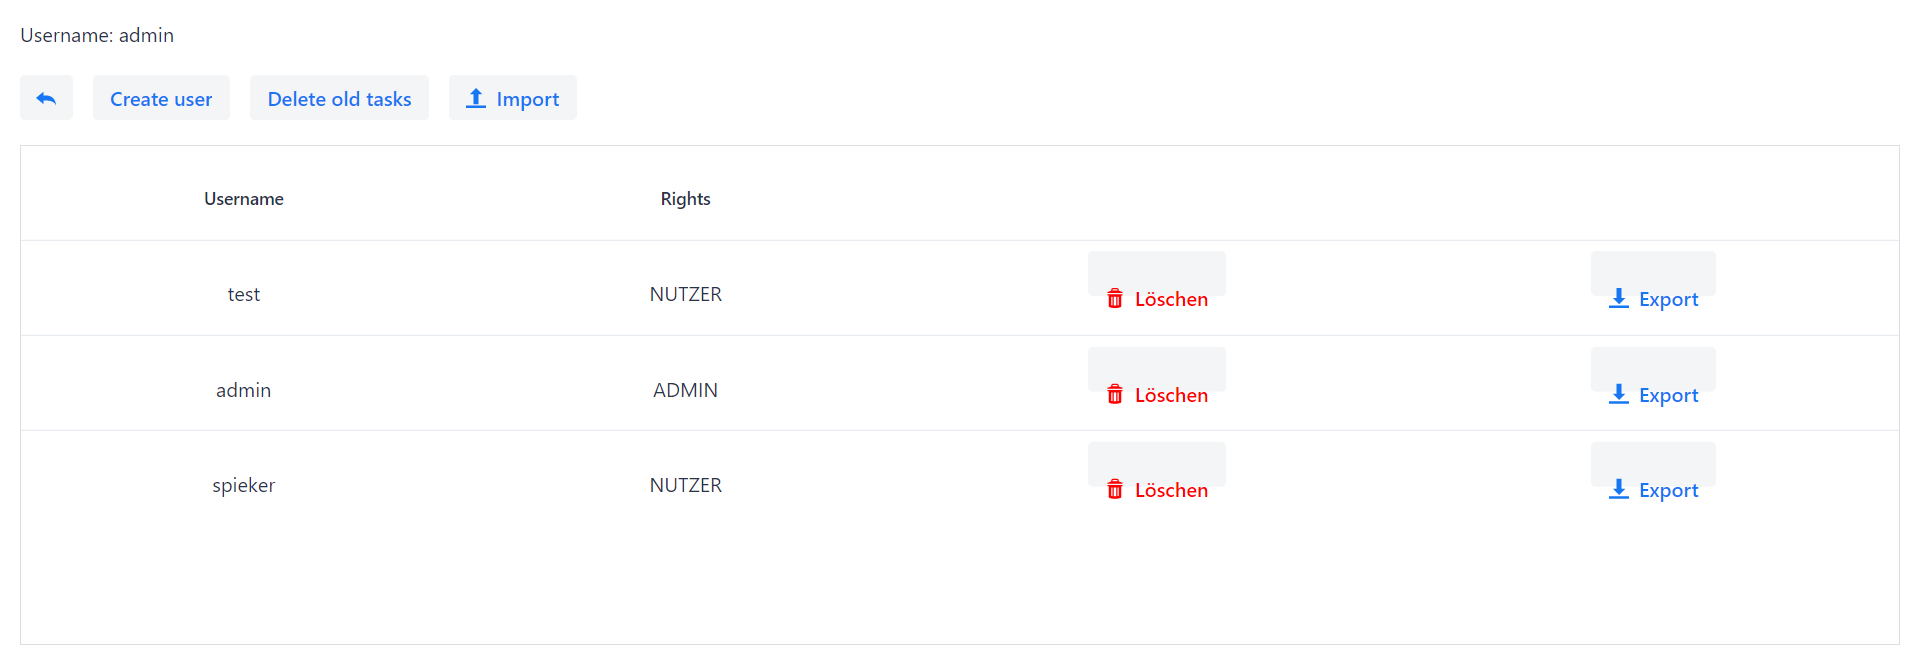 Username: admin
Create user Delete old tasks Import
Username Rights
test NUTZER Löschen Export
admin ADMIN Löschen Export
spieker NUTZER Löschen Export